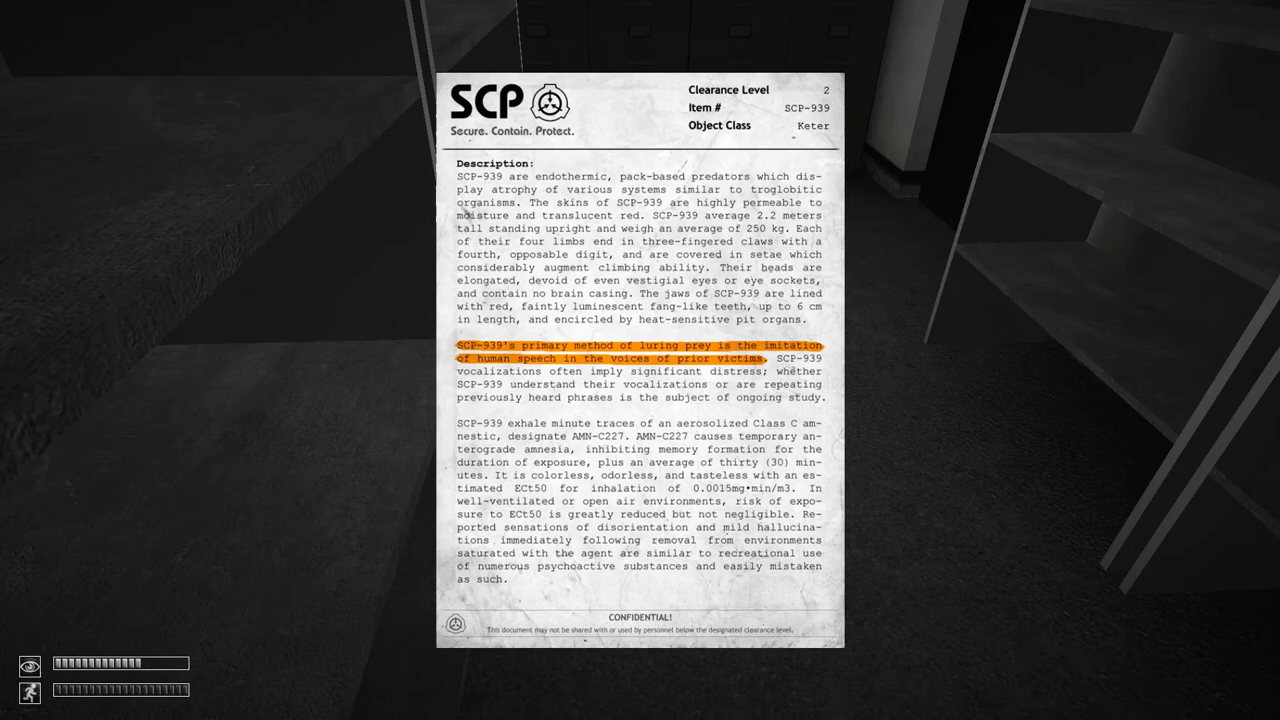 SCP
Secure. Contain. Protect.
Clearance Level 2
Item # SCP-939
Object Class Keter
Description:
SCP-939 are endothermic, pack-based predators which dis-
play atrophy of various systems similar to troglobitic
organisms. The skins of SCP-939 are highly permeable to
moisture and translucent red. SCP-939 average 2.2 meters
tall standing upright and weigh an average of 250 kg. Each
of their four limbs end in three-fingered claws with a
fourth, opposable digit, and are covered in setae which
considerably augment climbing ability. Their heads are
elongated, devoid of even vestigial eyes or eye sockets,
and contain no brain casing. The jaws of SCP-939 are lined
with red, faintly luminescent fang-like teeth, up to 6 cm
in length, and encircled by heat-sensitive pit organs.
SCP-939's primary method of luring prey is the imitation
of human speech in the voices of prior victims. SCP-939
vocalizations often imply significant distress; whether
SCP-939 understand their vocalizations or are repeating
previously heard phrases is the subject of ongoing study.
SCP-939 exhale minute traces of an aerosolized Class C am-
nestic, designate AMN-C227. AMN-C227 causes temporary an-
terograde amnesia, inhibiting memory formation for the
duration of exposure, plus an average of thirty (30) min-
utes. It is colorless, odorless, and tasteless with an es-
timated ECt50 for inhalation of 0.0015mg•min/m3. In
well-ventilated or open air environments, risk of expo-
sure to ECt50 is greatly reduced but not negligible. Re-
ported sensations of disorientation and mild hallucina-
tions immediately following removal from environments
saturated with the agent are similar to recreational use
of numerous psychoactive substances and easily mistaken
as such.
CONFIDENTIAL!
This document may not be shared with or used by personnel below the designated clearance level.